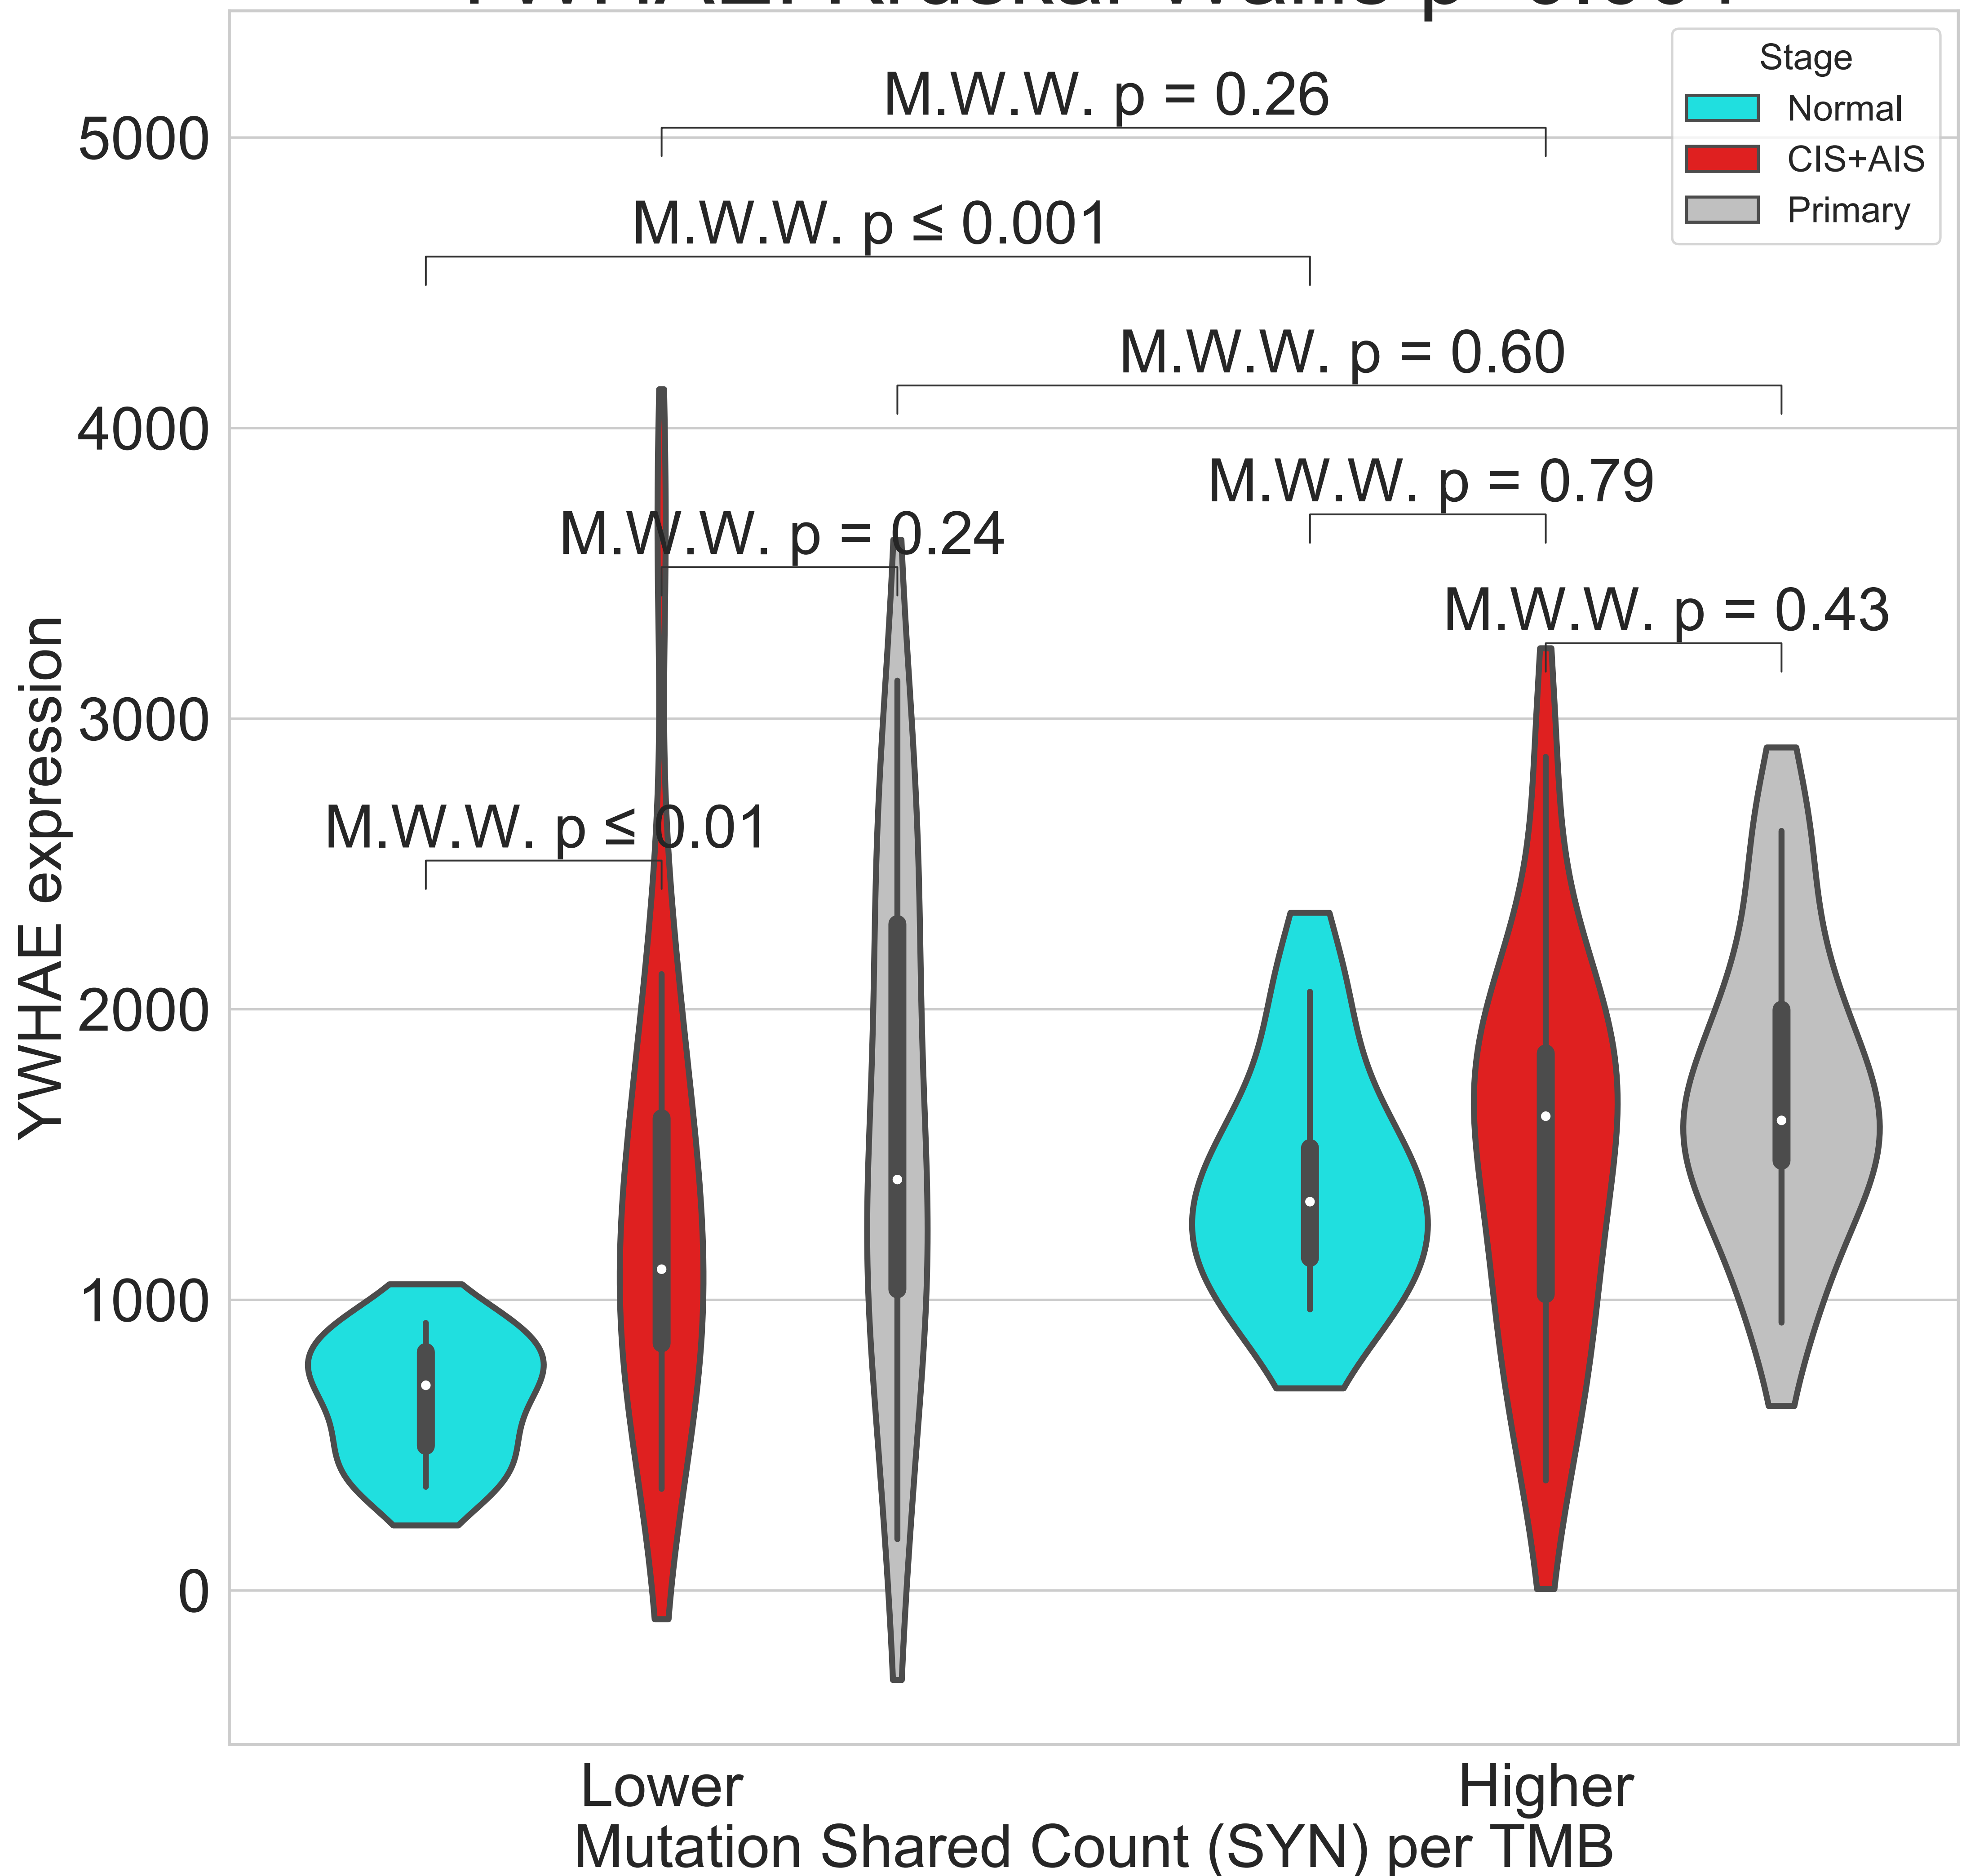 Stage
Normal
CIS+AIS
Primary
M.W.W. p = 0.26
M.W.W. p ≤ 0.001
M.W.W. p = 0.60
M.W.W. p = 0.79
M.W.W. p = 0.24
M.W.W. p = 0.43
M.W.W. p ≤ 0.01
5000
4000
3000
2000
1000
0
YWHAE expression
Lower
Higher
Mutation Shared Count (SYN) per TMB